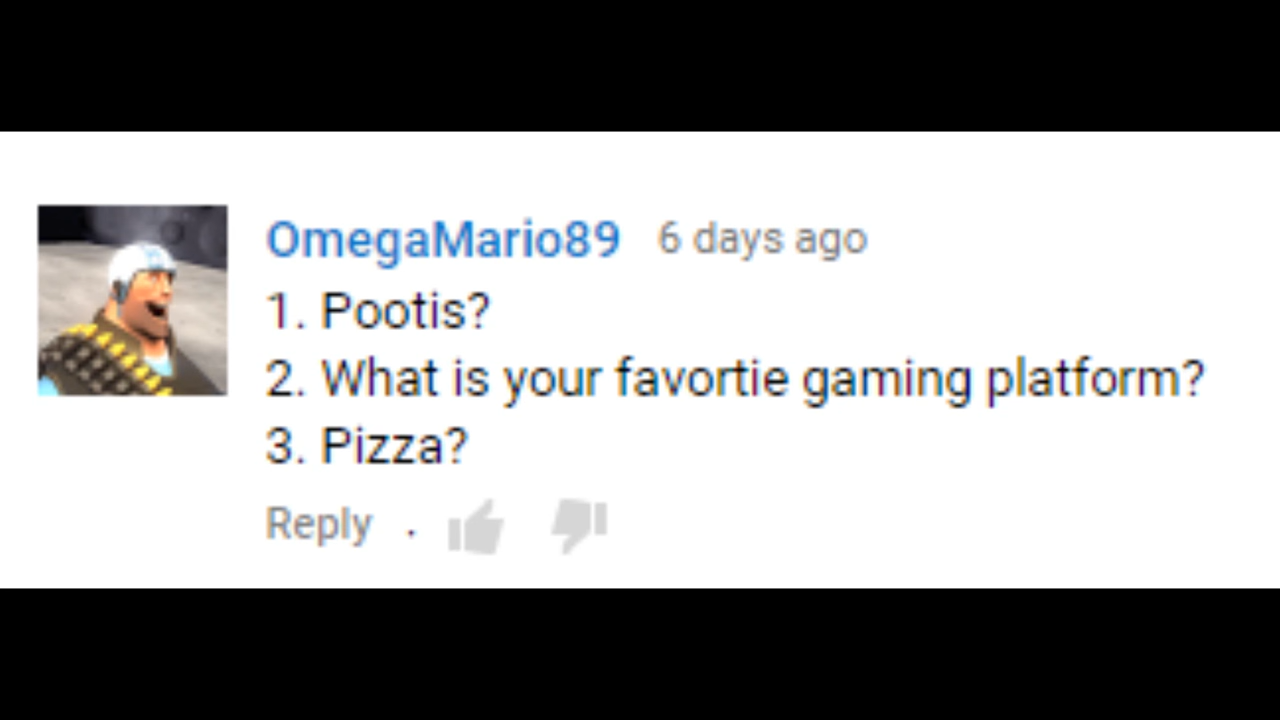 OmegaMario89 6 days ago
1. Pootis?
2. What is your favortie gaming platform?
3. Pizza?
Reply .